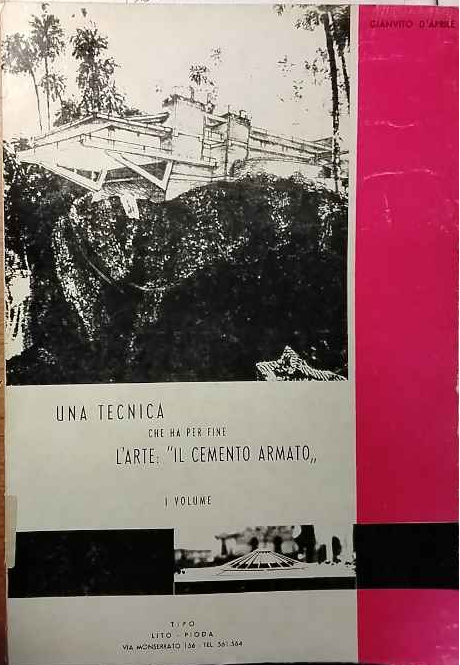 GIANVITO D'APRILE
UNA TECNICA
CHE HA PER FINE
L'ARTE: "IL CEMENTO ARMATO„
I VOLUME
TIPO
LITO - PIODA
VIA MONSERRATO 156 - TEL. 561.564